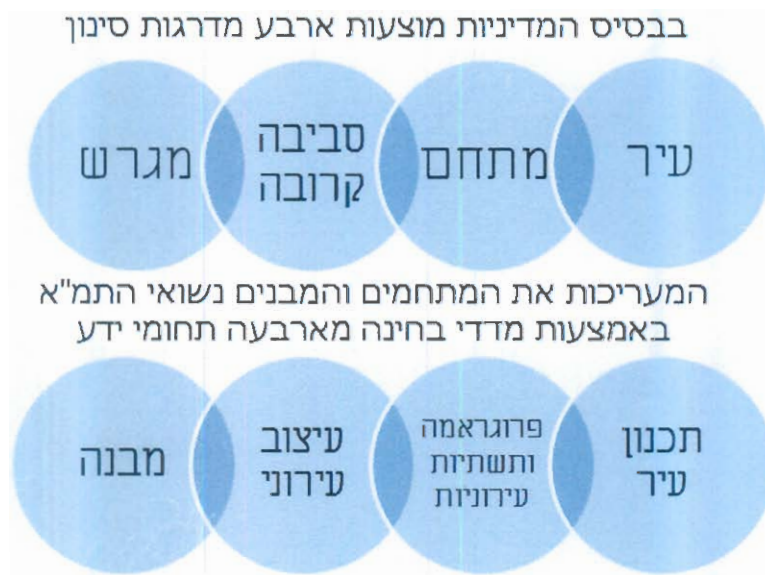 בבסיס המדיניות מוצעות ארבע מדרגות סינון
עיר
מתחם
סביבה
קרובה
מגרש
המעריכות את המתחמים והמבנים נשואי התמ"א
באמצעות מדדי בחינה מארבעה תחומי ידע
תכנון
עיר
פרוגראמה
ותשתיות
עירוניות
עיצוב
עירוני
מבנה